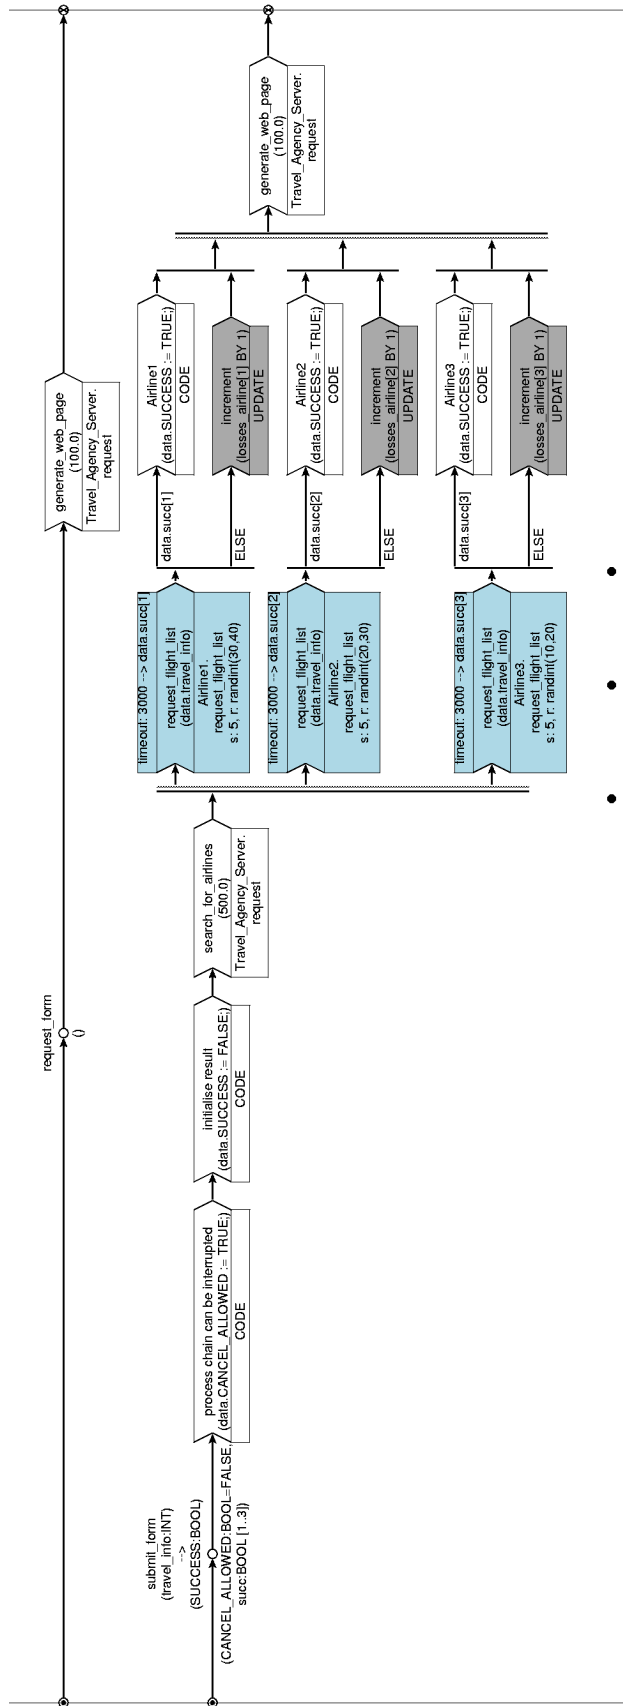 request_form
()
generate_web_page
(100.0)
Travel_Agency_Server.
request
submit_form
(travel_info:INT)
-->
(SUCCESS:BOOL)
(CANCEL_ALLOWED:BOOL=FALSE,
succ:BOOL [1..3])
process chain can be interrupted
(data.CANCEL_ALLOWED := TRUE;)
CODE
initialise result
(data.SUCCESS := FALSE;)
CODE
search_for_airlines
(500.0)
Travel_Agency_Server.
request
timeout: 3000 --> data.succ[1]
request_flight_list
(data.travel_info)
Airline1.
request_flight_list
s: 5, r: randint(30,40)
data.succ[1]
ELSE
Airline1
(data.SUCCESS := TRUE;)
CODE
increment
(losses_airline[1] BY 1)
UPDATE
timeout: 3000 --> data.succ[2]
request_flight_list
(data.travel_info)
Airline2.
request_flight_list
s: 5, r: randint(20,30)
data.succ[2]
ELSE
Airline2
(data.SUCCESS := TRUE;)
CODE
increment
(losses_airline[2] BY 1)
UPDATE
timeout: 3000 --> data.succ[3]
request_flight_list
(data.travel_info)
Airline3.
request_flight_list
s: 5, r: randint(10,20)
data.succ[3]
ELSE
Airline3
(data.SUCCESS := TRUE;)
CODE
increment
(losses_airline[3] BY 1)
UPDATE
generate_web_page
(100.0)
Travel_Agency_Server.
request